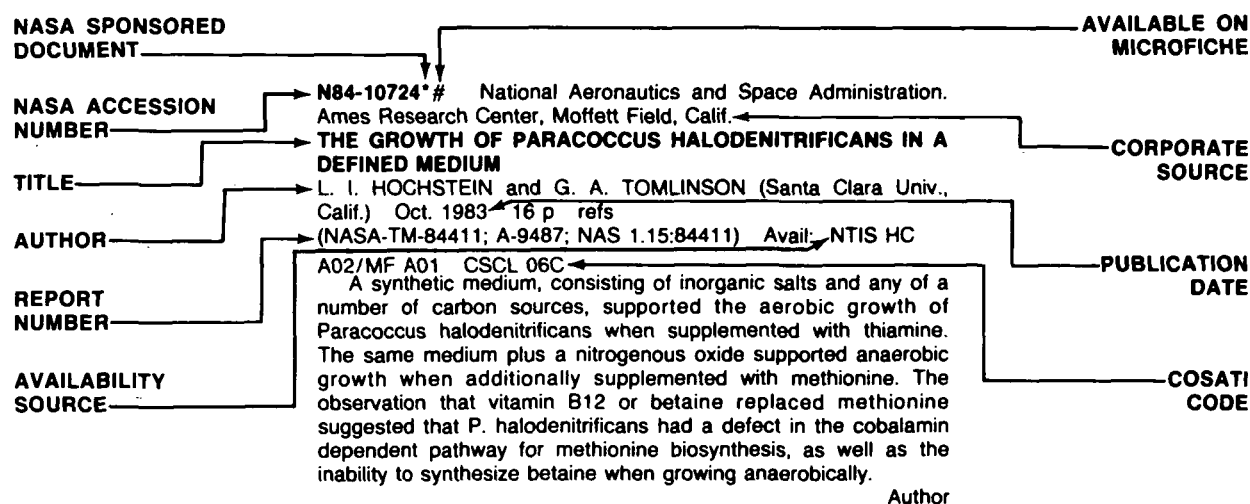 NASA SPONSORED
DOCUMENT
AVAILABLE ON
MICROFICHE
NASA ACCESSION
NUMBER
N84-10724*# National Aeronautics and Space Administration.
Ames Research Center, Moffett Field, Calif.
CORPORATE
SOURCE
TITLE
THE GROWTH OF PARACOCCUS HALODENITRIFICANS IN A
DEFINED MEDIUM
AUTHOR
L. I. HOCHSTEIN and G. A. TOMLINSON (Santa Clara Univ.,
Calif.) Oct. 1983 16 p refs
PUBLICATION
DATE
REPORT
NUMBER
(NASA-TM-84411; A-9487; NAS 1.15:84411) Avail: NTIS HC
A02/MF A01 CSCL 06C
AVAILABILITY
SOURCE
COSATI
CODE
A synthetic medium, consisting of inorganic salts and any of a
number of carbon sources, supported the aerobic growth of
Paracoccus halodenitrificans when supplemented with thiamine.
The same medium plus a nitrogenous oxide supported anaerobic
growth when additionally supplemented with methionine. The
observation that vitamin B12 or betaine replaced methionine
suggested that P. halodenitrificans had a defect in the cobalamin
dependent pathway for methionine biosynthesis, as well as the
inability to synthesize betaine when growing anaerobically.
Author